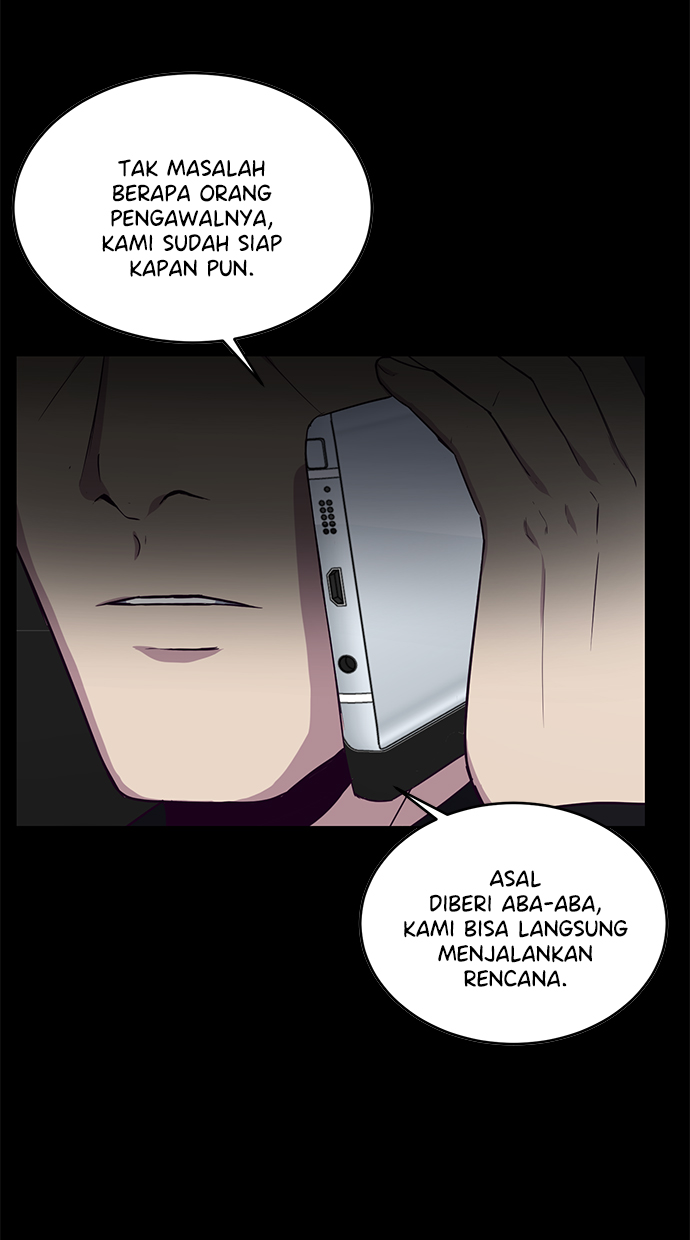 TAK MASALAH
BERAPA ORANG
PENGAWALNYA,
KAMI SUDAH SIAP
KAPAN PUN.
ASAL
DIBERI ABA-ABA,
KAMI BISA LANGSUNG
MENJALANKAN
RENCANA.